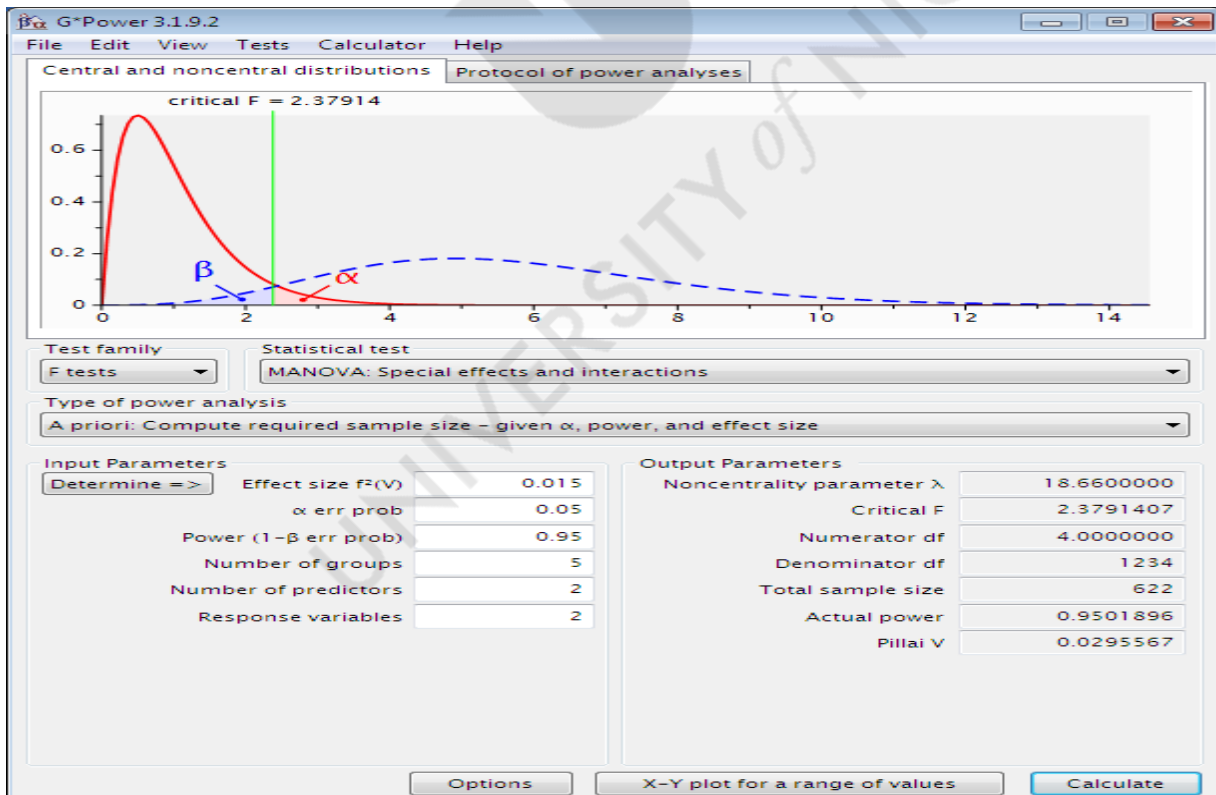 G*Power 3.1.9.2
File Edit View Tests Calculator Help
Central and noncentral distributions Protocol of power analyses
critical F = 2.37914
0.6
0.4
0.2
0
β
α
0 2 4 6 8 10 12 14
Test family Statistical test
F tests MANOVA: Special effects and interactions
Type of power analysis
A priori: Compute required sample size – given α, power, and effect size
Input Parameters Output Parameters
Determine => Effect size f²(V) 0.015 Noncentrality parameter λ 18.6600000
α err prob 0.05 Critical F 2.3791407
Power (1-β err prob) 0.95 Numerator df 4.0000000
Number of groups 5 Denominator df 1234
Number of predictors 2 Total sample size 622
Response variables 2 Actual power 0.9501896
Pillai V 0.0295567
Options X-Y plot for a range of values Calculate
UNIVERSITY of